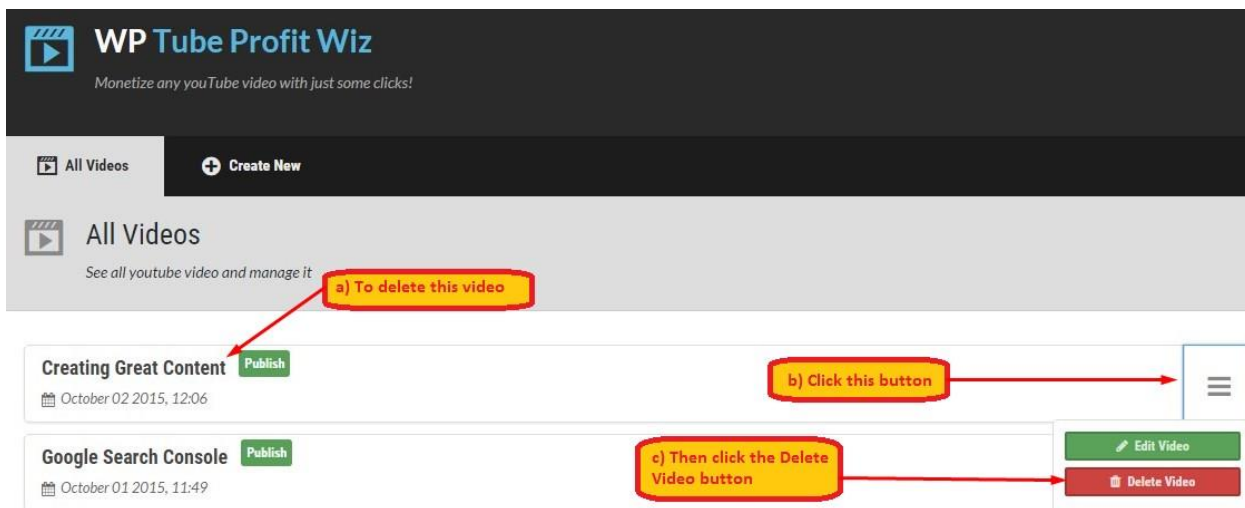 WP Tube Profit Wiz
Monetize any youTube video with just some clicks!
All Videos
Create New
All Videos
See all youtube video and manage it
a) To delete this video
Creating Great Content Publish
October 02 2015, 12:06
b) Click this button
Google Search Console Publish
October 01 2015, 11:49
c) Then click the Delete
Video button
Edit Video
Delete Video